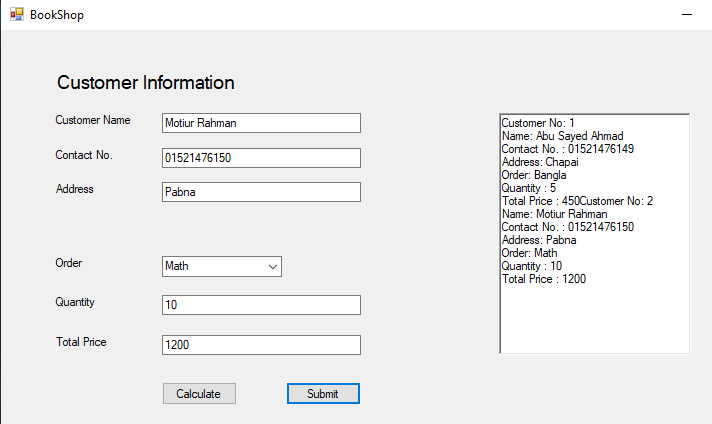 BookShop
Customer Information
Customer Name
Motiur Rahman
Contact No.
01521476150
Address
Pabna
Order
Math
Quantity
10
Total Price
1200
Calculate
Submit
Customer No: 1
Name: Abu Sayed Ahmad
Contact No. : 01521476149
Address: Chapai
Order: Bangla
Quantity : 5
Total Price : 450Customer No: 2
Name: Motiur Rahman
Contact No. : 01521476150
Address: Pabna
Order: Math
Quantity : 10
Total Price : 1200